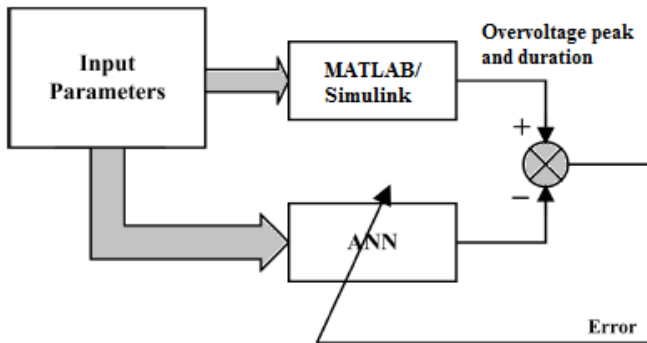 Input
Parameters
MATLAB/
Simulink
Overvoltage peak
and duration
+
−
ANN
Error